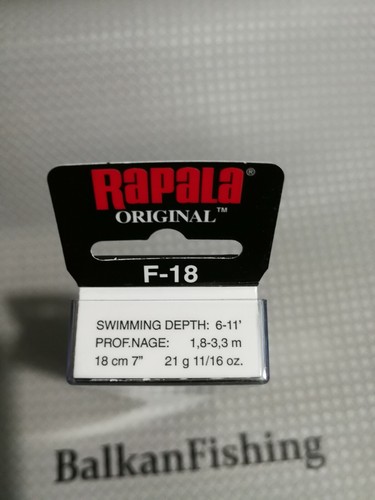 Rapala®
ORIGINAL™
F-18
SWIMMING DEPTH: 6-11'
PROF.NAGE: 1,8-3,3 m
18 cm 7" 21 g 11/16 oz.
BalkanFishing